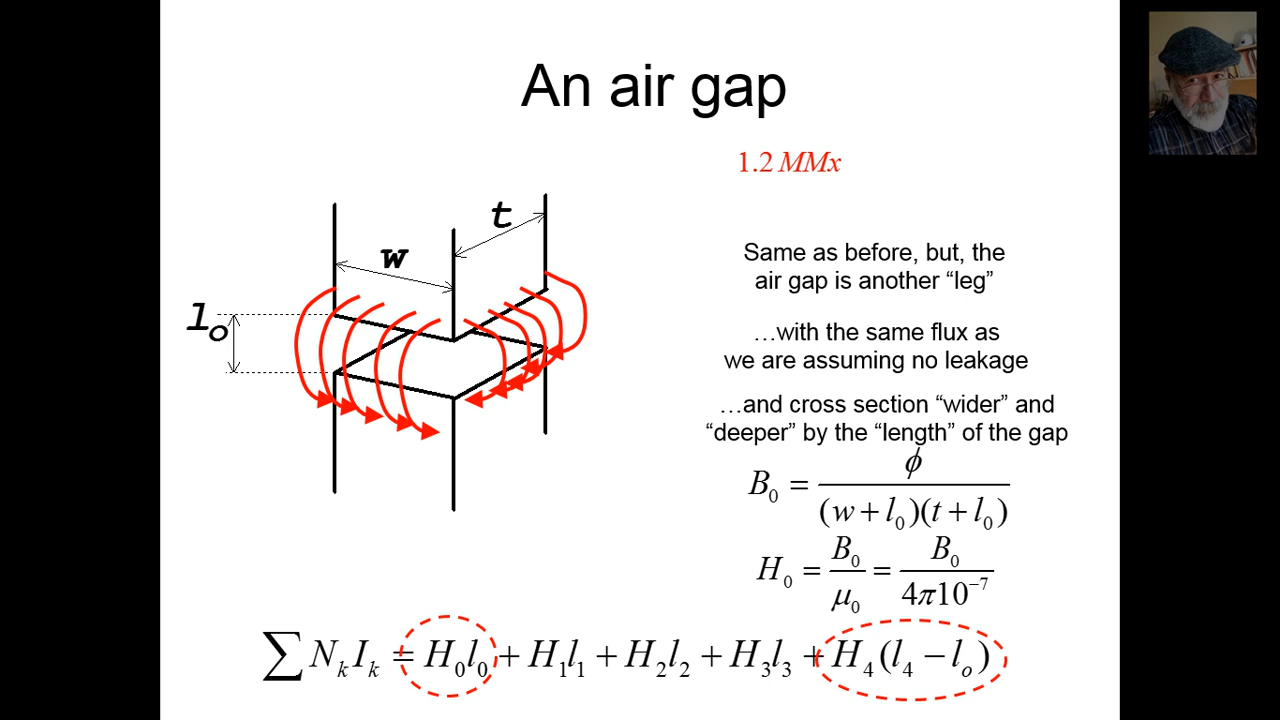 An air gap
1.2 MMx
t
w
lo
Same as before, but, the
air gap is another “leg”
…with the same flux as
we are assuming no leakage
…and cross section “wider” and
“deeper” by the “length” of the gap
B₀ = ϕ / (w + l₀)(t + l₀)
H₀ = B₀ / μ₀ = B₀ / 4π10⁻⁷
∑ NₖIₖ = H₀l₀ + H₁l₁ + H₂l₂ + H₃l₃ + H₄(l₄ − lₒ)